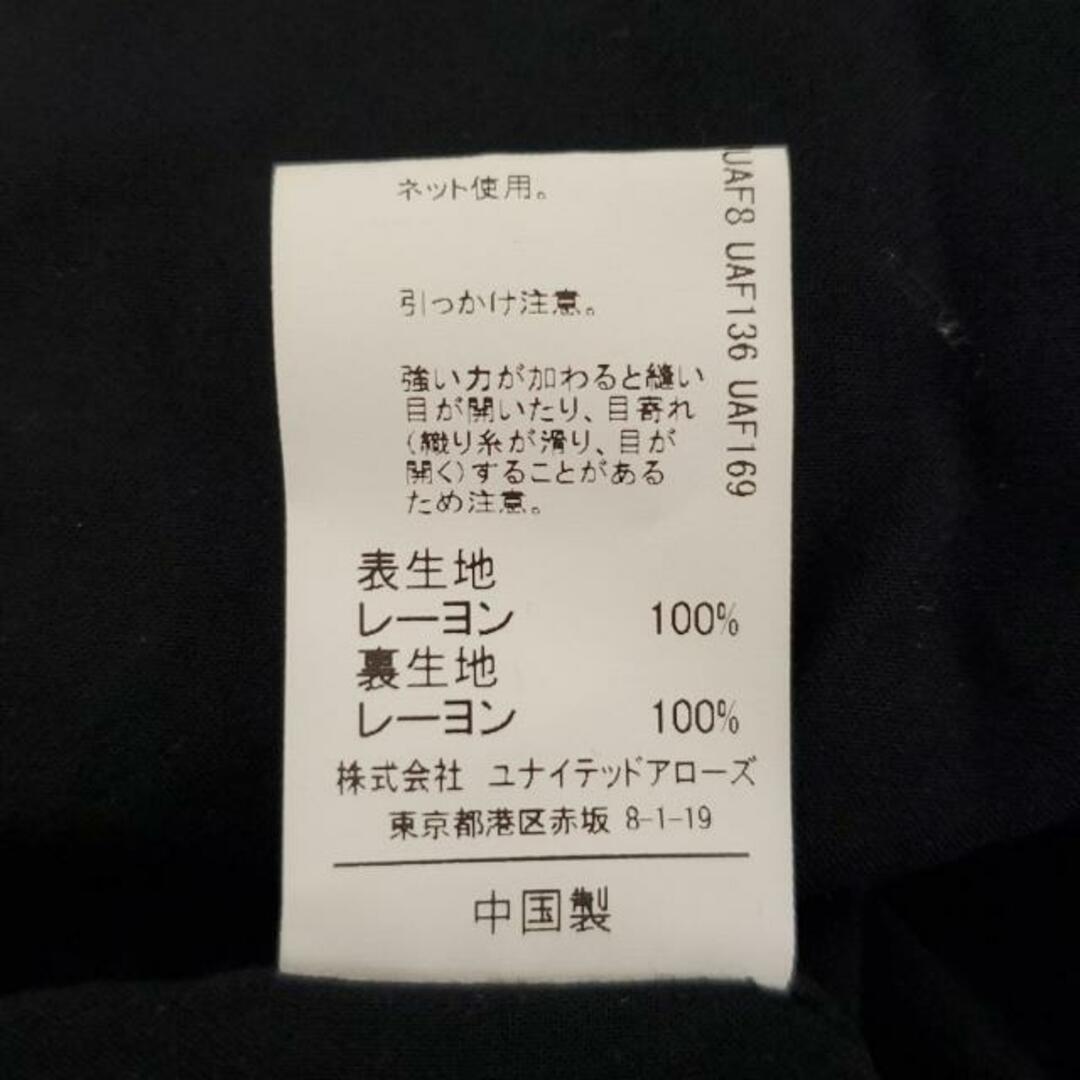 ネット使用。
引っかけ注意。
強い力が加わると縫い
目が開いたり、目寄れ
(織り糸が滑り、目が
開く)することがある
ため注意。
表生地
レーヨン 100%
裏生地
レーヨン 100%
株式会社 ユナイテッドアローズ
東京都港区赤坂 8-1-19
中国製
UAF8 UAF136 UAF169